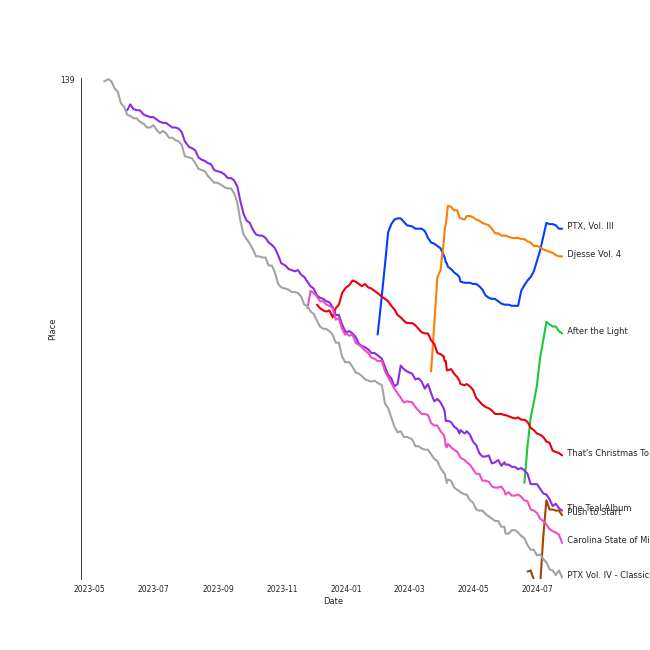 139
Place
PTX, Vol. III
Djesse Vol. 4
After the Light
That's Christmas To
The Teal Album
Push to Start
Carolina State of Mi
PTX Vol. IV - Classic
2023-05 2023-07 2023-09 2023-11 2024-01 2024-03 2024-05 2024-07
Date